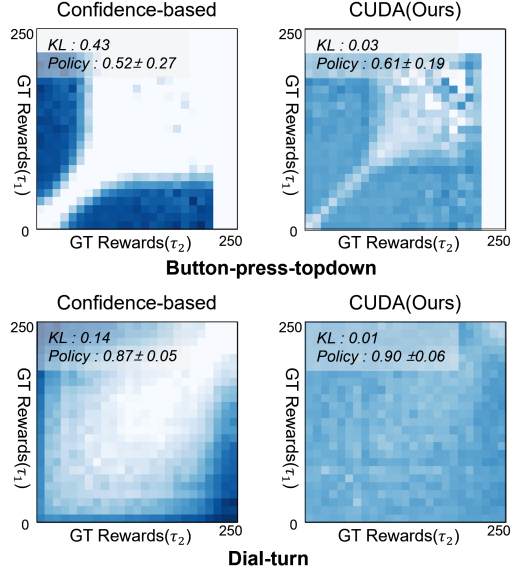 Confidence-based
CUDA(Ours)
250
KL : 0.43
Policy : 0.52± 0.27
GT Rewards(τ₁)
0
GT Rewards(τ₂)
250
250
KL : 0.03
Policy : 0.61± 0.19
GT Rewards(τ₁)
0
GT Rewards(τ₂)
250
Button-press-topdown
Confidence-based
CUDA(Ours)
250
KL : 0.14
Policy : 0.87± 0.05
GT Rewards(τ₁)
0
GT Rewards(τ₂)
250
250
KL : 0.01
Policy : 0.90 ±0.06
GT Rewards(τ₁)
0
GT Rewards(τ₂)
250
Dial-turn